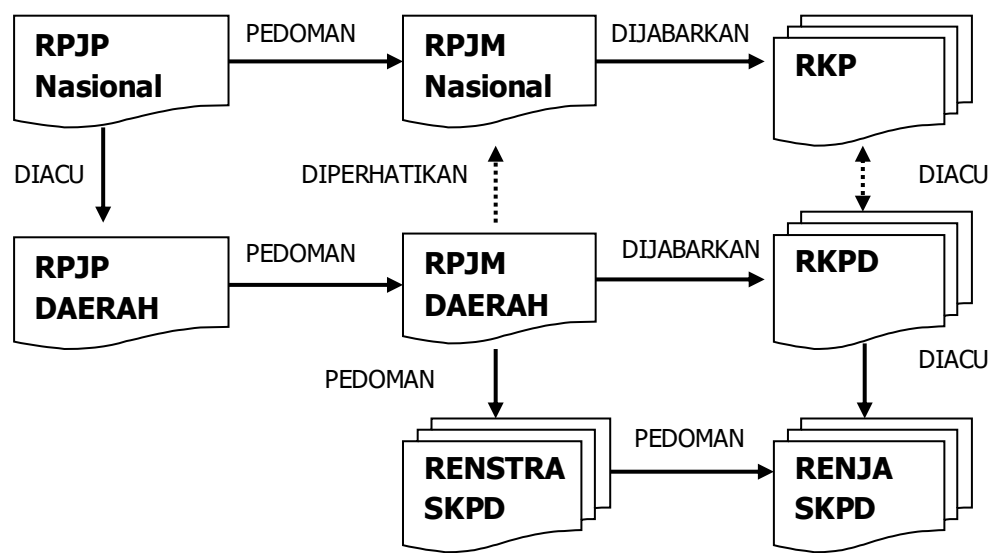 RPJP
Nasional
PEDOMAN
RPJM
Nasional
DIJABARKAN
RKP
DIACU
DIPERHATIKAN
DIACU
RPJP
DAERAH
PEDOMAN
RPJM
DAERAH
DIJABARKAN
RKPD
PEDOMAN
DIACU
RENSTRA
SKPD
PEDOMAN
RENJA
SKPD